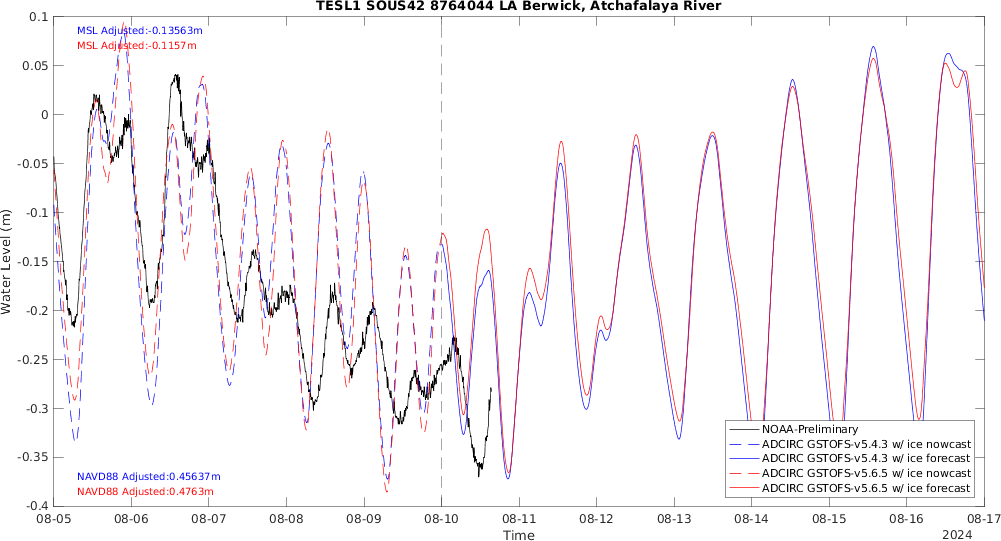 TESL1 SOUS42 8764044 LA Berwick, Atchafalaya River
MSL Adjusted:-0.13563m
MSL Adjusted:-0.1157m
0.1
0.05
0
-0.05
-0.1
-0.15
-0.2
-0.25
-0.3
-0.35
-0.4
Water Level (m)
NAVD88 Adjusted:0.45637m
NAVD88 Adjusted:0.4763m
NOAA-Preliminary
ADCIRC GSTOFS-v5.4.3 w/ ice nowcast
ADCIRC GSTOFS-v5.4.3 w/ ice forecast
ADCIRC GSTOFS-v5.6.5 w/ ice nowcast
ADCIRC GSTOFS-v5.6.5 w/ ice forecast
08-05 08-06 08-07 08-08 08-09 08-10 08-11 08-12 08-13 08-14 08-15 08-16 08-17
Time
2024